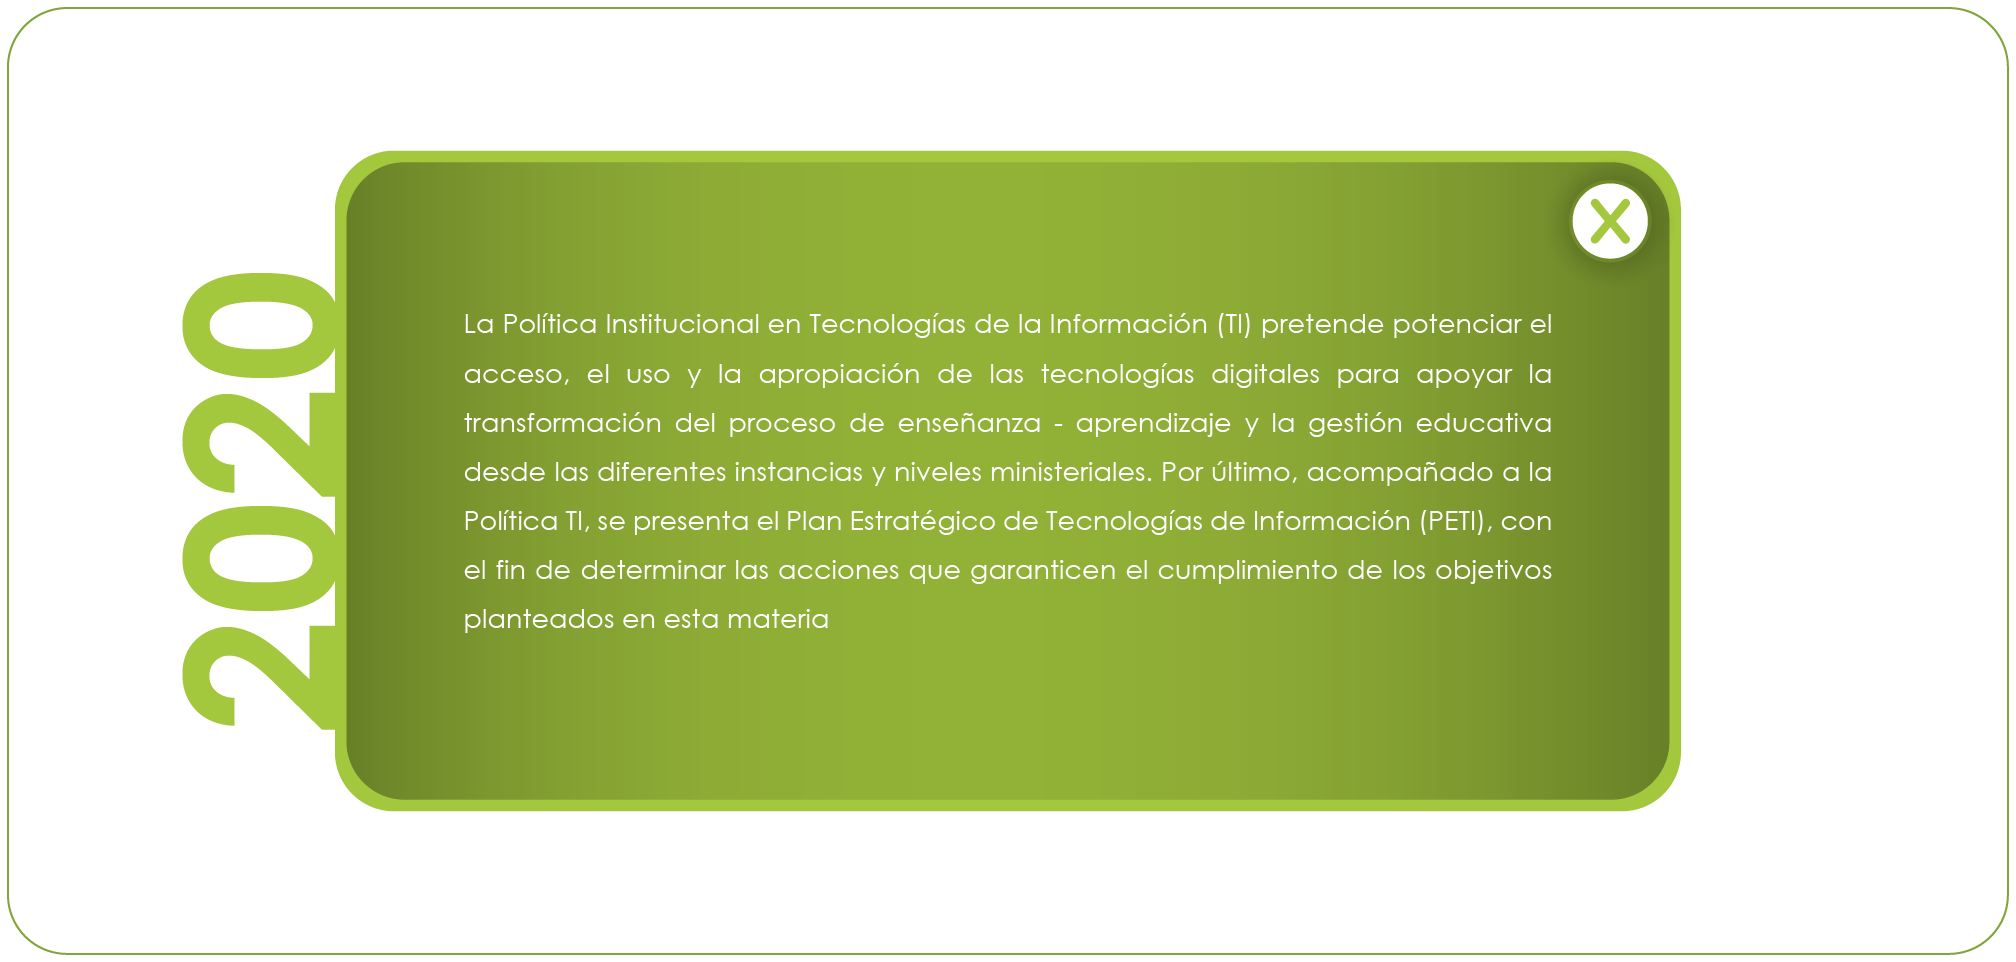 2020
X
La Política Institucional en Tecnologías de la Información (TI) pretende potenciar el
acceso, el uso y la apropiación de las tecnologías digitales para apoyar la
transformación del proceso de enseñanza - aprendizaje y la gestión educativa
desde las diferentes instancias y niveles ministeriales. Por último, acompañado a la
Política TI, se presenta el Plan Estratégico de Tecnologías de Información (PETI), con
el fin de determinar las acciones que garanticen el cumplimiento de los objetivos
planteados en esta materia